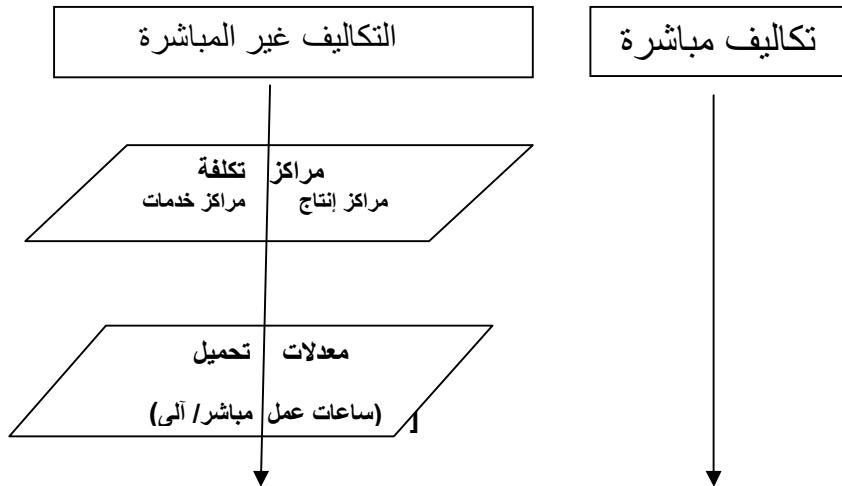 تكاليف مباشرة
التكاليف غير المباشرة
مراكز تكلفة
مراكز إنتاج مراكز خدمات
معدلات تحميل
(ساعات عمل مباشر/ آلى)